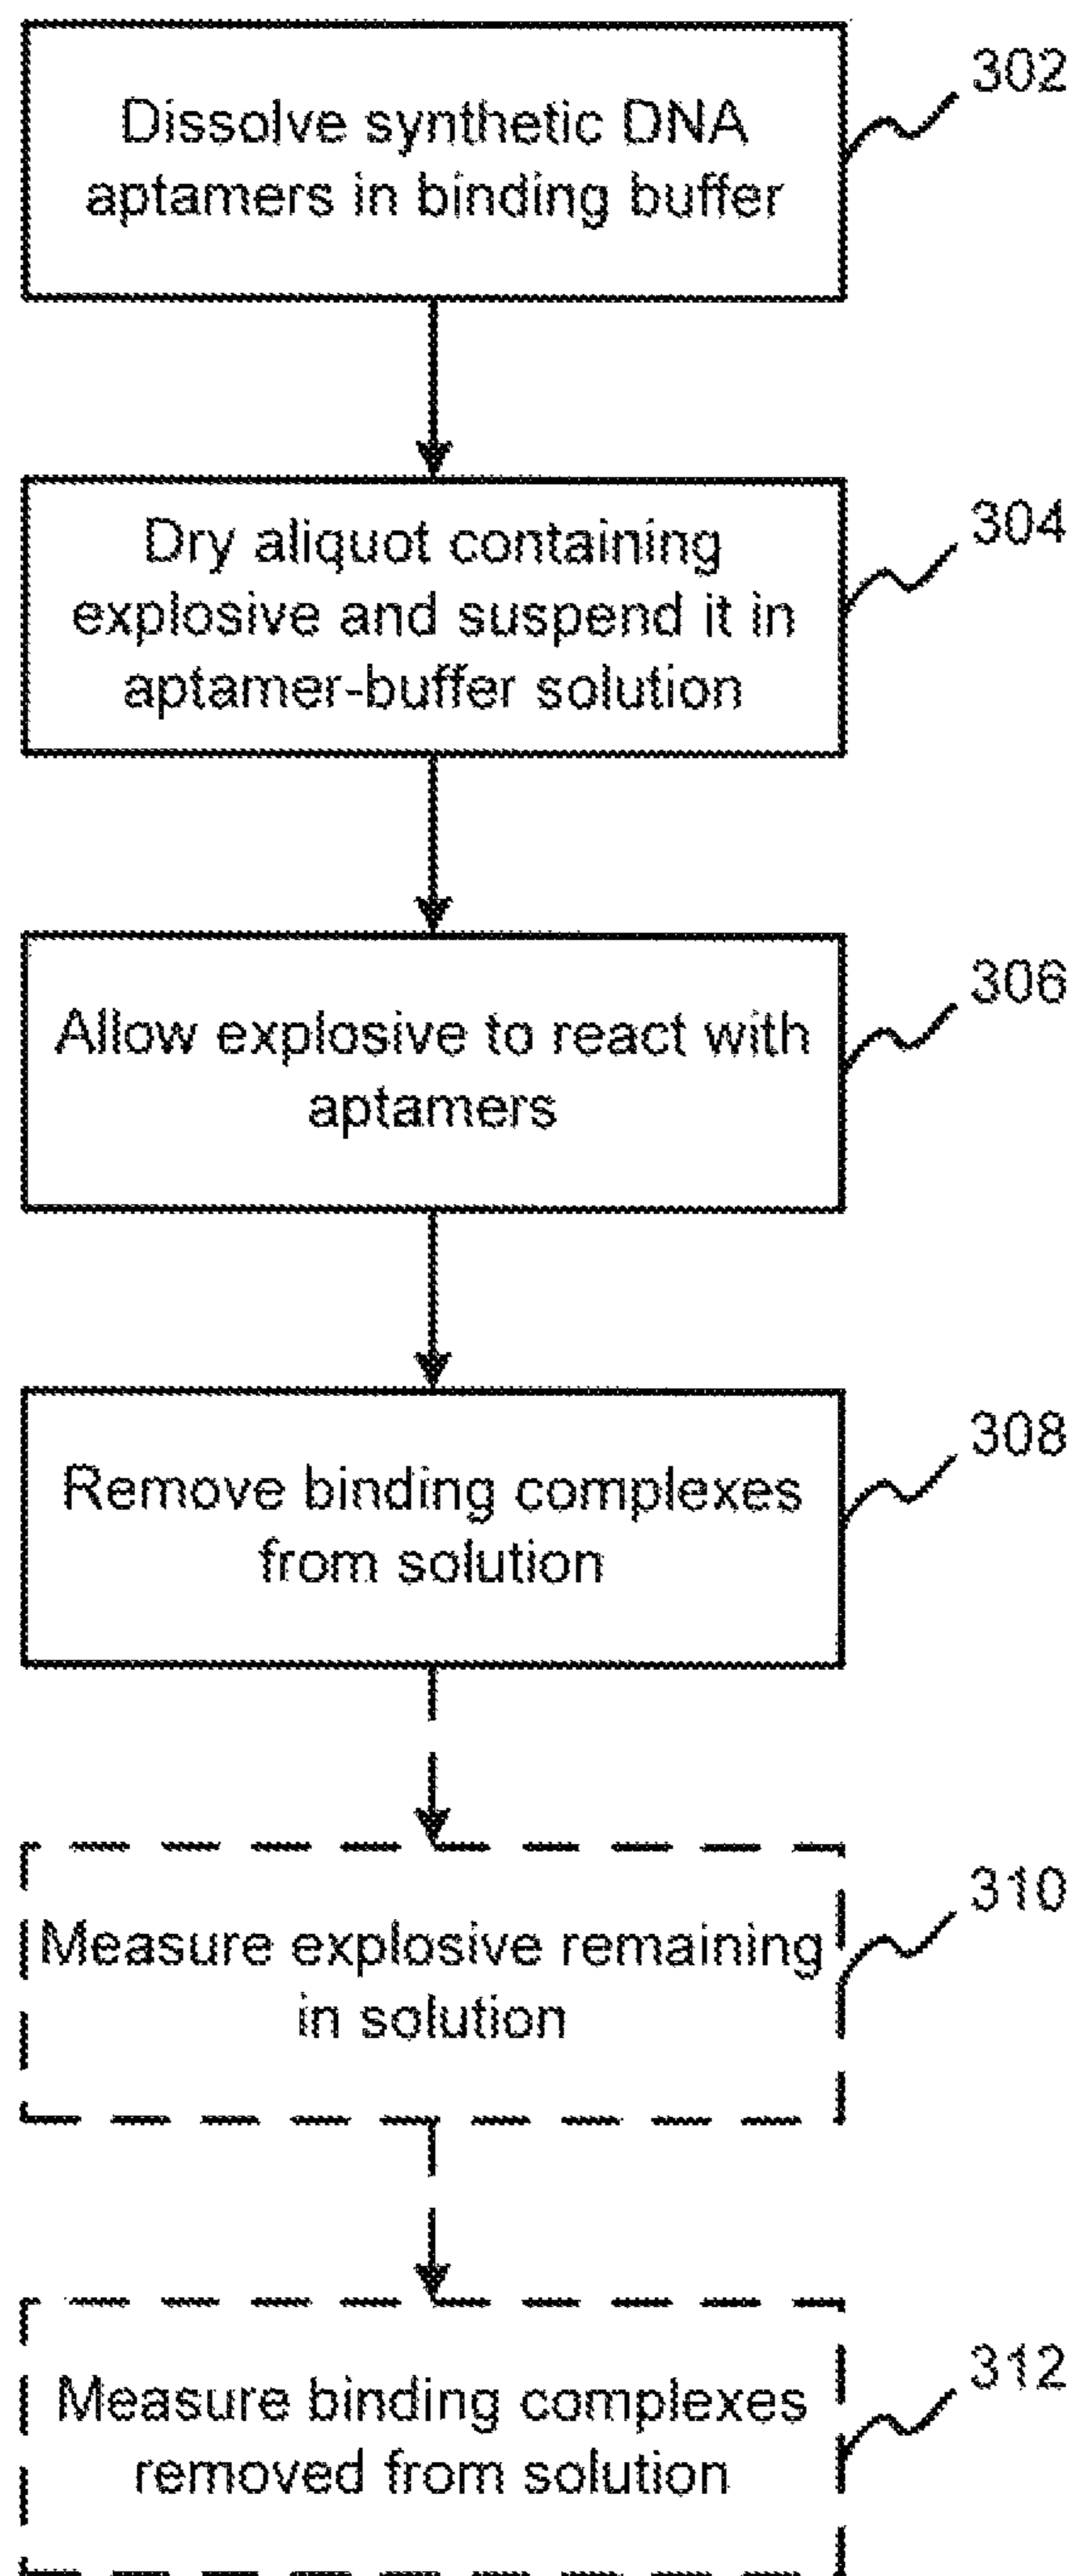 302
Dissolve synthetic DNA
aptamers in binding buffer
304
Dry aliquot containing
explosive and suspend it in
aptamer-buffer solution
306
Allow explosive to react with
aptamers
308
Remove binding complexes
from solution
310
Measure explosive remaining
in solution
312
Measure binding complexes
removed from solution